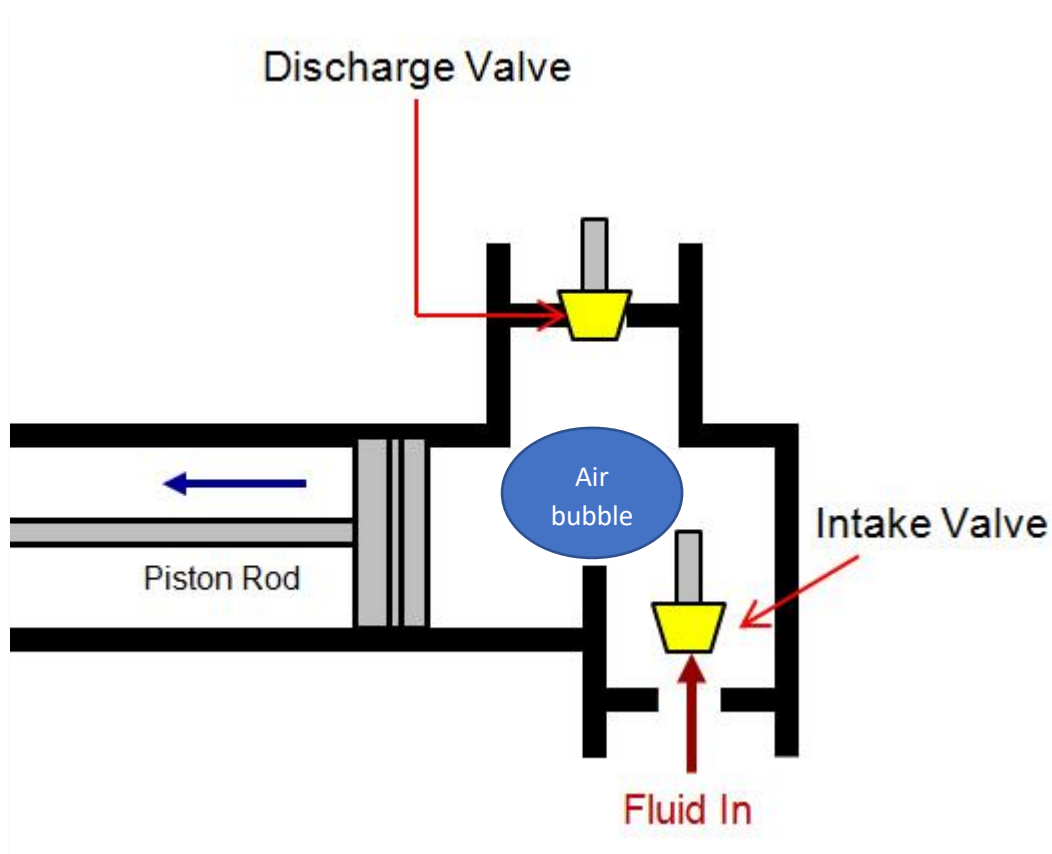 Discharge Valve
Air
bubble
Intake Valve
Piston Rod
Fluid In